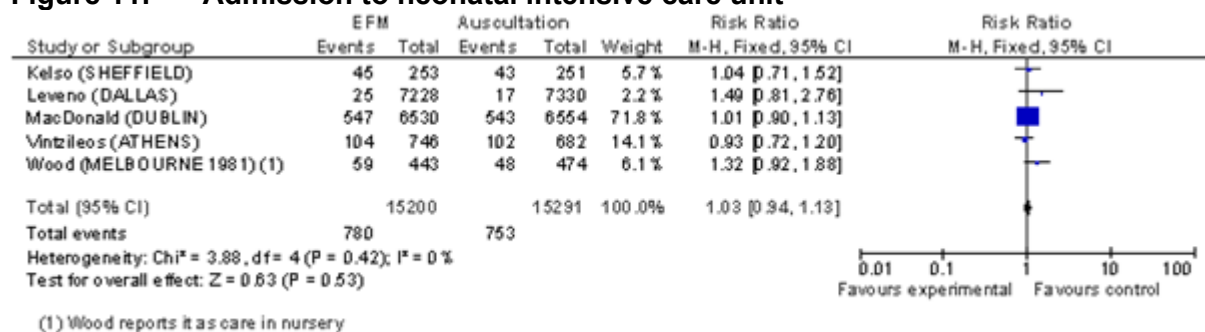 Figure 11: Admission to neonatal intensive care unit
EFM Auscultation Risk Ratio Risk Ratio
Study or Subgroup Events Total Events Total Weight M-H, Fixed, 95% CI M-H, Fixed, 95% CI
Kelso (SHEFFIELD) 45 253 43 251 5.7% 1.04 [0.71, 1.52]
Leveno (DALLAS) 25 7228 17 7330 2.2% 1.49 [0.81, 2.76]
MacDonald (DUBLIN) 547 6530 543 6554 71.8% 1.01 [0.90, 1.13]
Vintzileos (ATHENS) 104 746 102 682 14.1% 0.93 [0.72, 1.20]
Wood (MELBOURNE 1981) (1) 59 443 48 474 6.1% 1.32 [0.92, 1.88]
Total (95% CI) 15200 15291 100.0% 1.03 [0.94, 1.13]
Total events 780 753
Heterogeneity: Chi² = 3.88, df = 4 (P = 0.42); I² = 0%
Test for overall effect: Z = 0.63 (P = 0.53)
0.01 0.1 1 10 100
Favours experimental Favours control
(1) Wood reports it as care in nursery